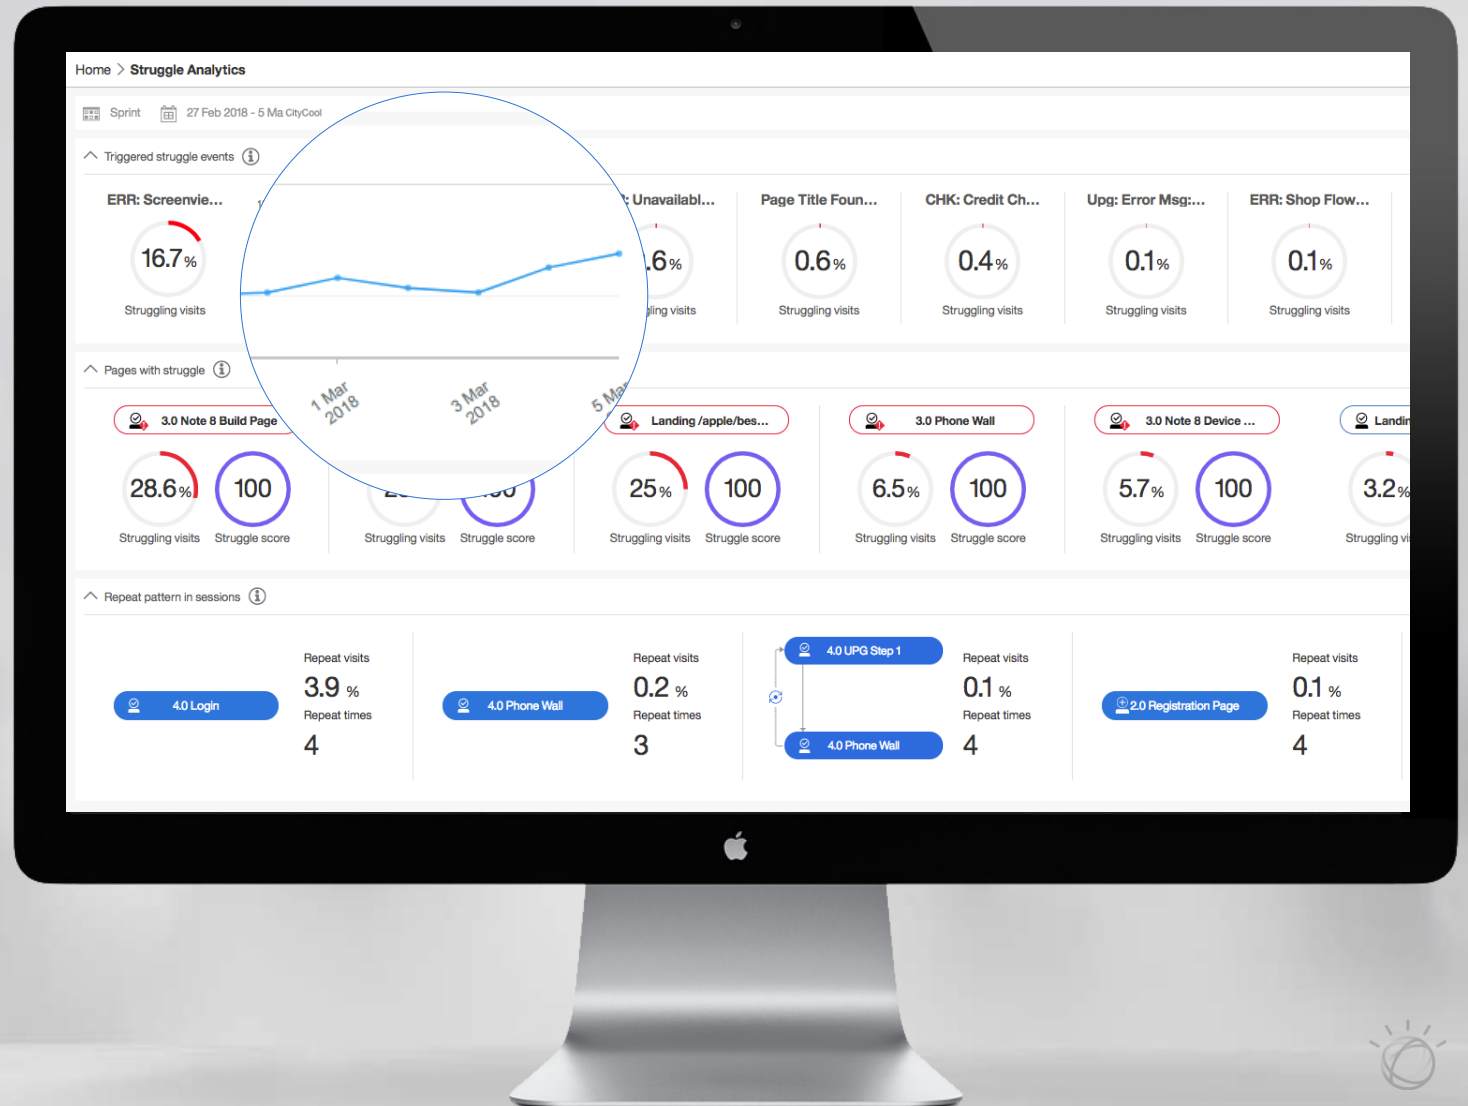 Home > Struggle Analytics
Sprint 27 Feb 2018 - 5 Ma CityCool
Triggered struggle events
ERR: Screenvie...
16.7%
Struggling visits
Unavailabl...
.6%
visits
Page Title Foun...
0.6%
Struggling visits
CHK: Credit Ch...
0.4%
Struggling visits
Upg: Error Msg:...
0.1%
Struggling visits
ERR: Shop Flow...
0.1%
Struggling visits
1 Mar
2018
3 Mar
2018
5 Mar
Pages with struggle
3.0 Note 8 Build Page
28.6% 100
Struggling visits Struggle score
Struggling visits Struggle score
Landing /apple/bes...
25% 100
Struggling visits Struggle score
3.0 Phone Wall
6.5% 100
Struggling visits Struggle score
3.0 Note 8 Device ...
5.7% 100
Struggling visits Struggle score
Landin
3.2%
Struggling vi
Repeat pattern in sessions
4.0 Login
Repeat visits
3.9 %
Repeat times
4
4.0 Phone Wall
Repeat visits
0.2 %
Repeat times
3
4.0 UPG Step 1
4.0 Phone Wall
Repeat visits
0.1 %
Repeat times
4
2.0 Registration Page
Repeat visits
0.1 %
Repeat times
4